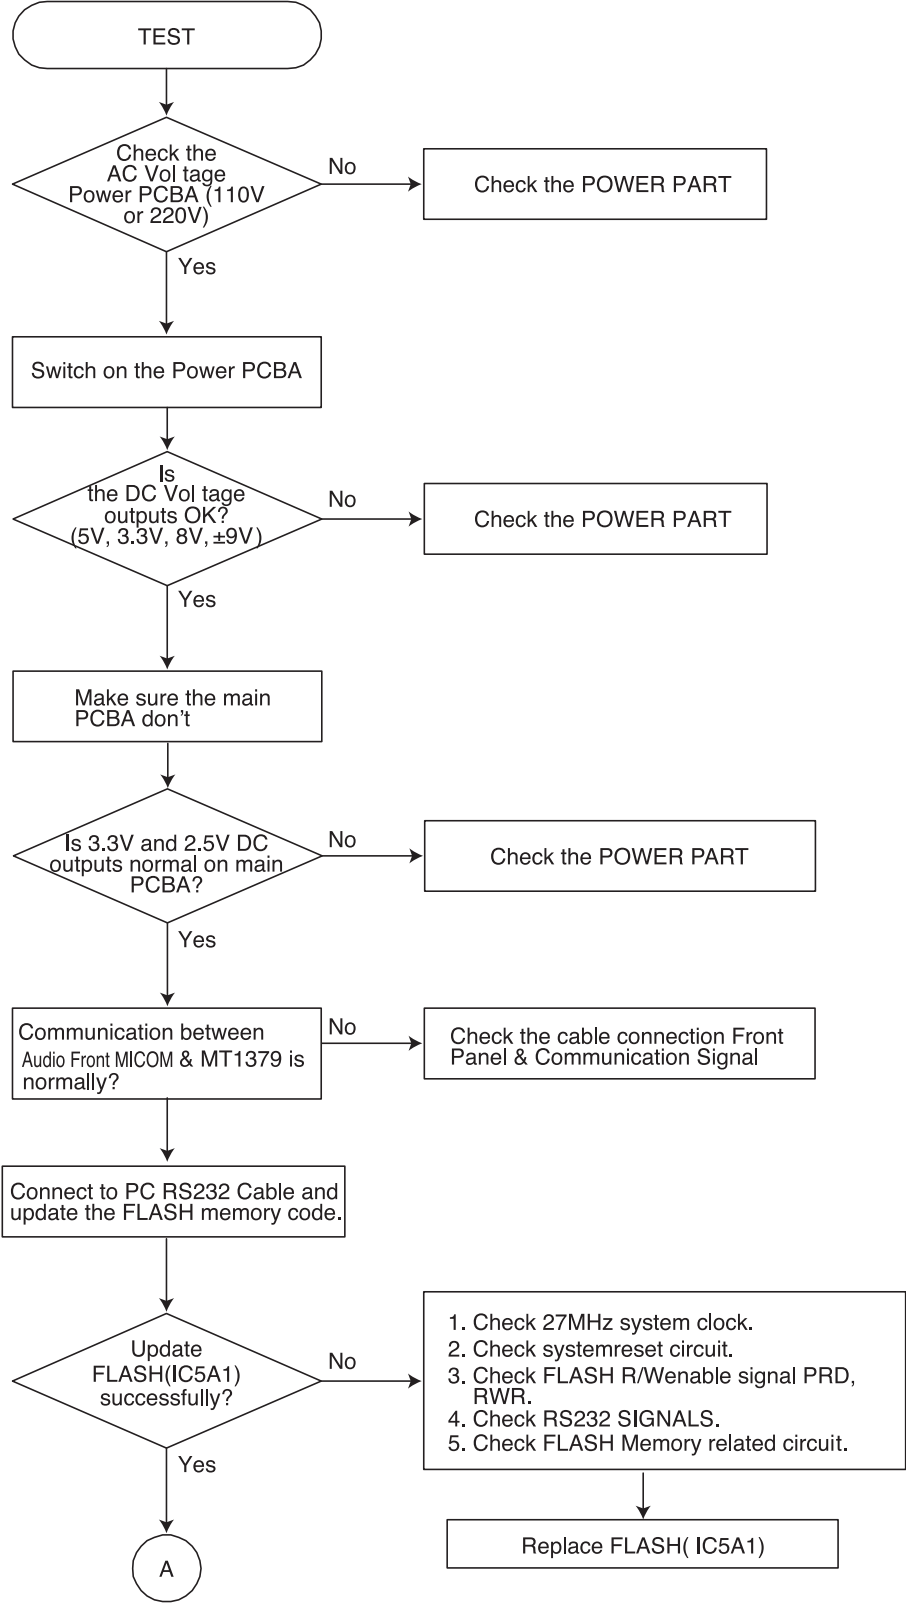 TEST
Check the
AC Vol tage
Power PCBA (110V
or 220V)
No
Check the POWER PART
Yes
Switch on the Power PCBA
Is
the DC Vol tage
outputs OK?
(5V, 3.3V, 8V, ±9V)
No
Check the POWER PART
Yes
Make sure the main
PCBA don't
Is 3.3V and 2.5V DC
outputs normal on main
PCBA?
No
Check the POWER PART
Yes
Communication between
Audio Front MICOM & MT1379 is
normally?
No
Check the cable connection Front
Panel & Communication Signal
Connect to PC RS232 Cable and
update the FLASH memory code.
Update
FLASH(IC5A1)
successfully?
No
1. Check 27MHz system clock.
2. Check systemreset circuit.
3. Check FLASH R/Wenable signal PRD,
RWR.
4. Check RS232 SIGNALS.
5. Check FLASH Memory related circuit.
Yes
Replace FLASH( IC5A1)
A